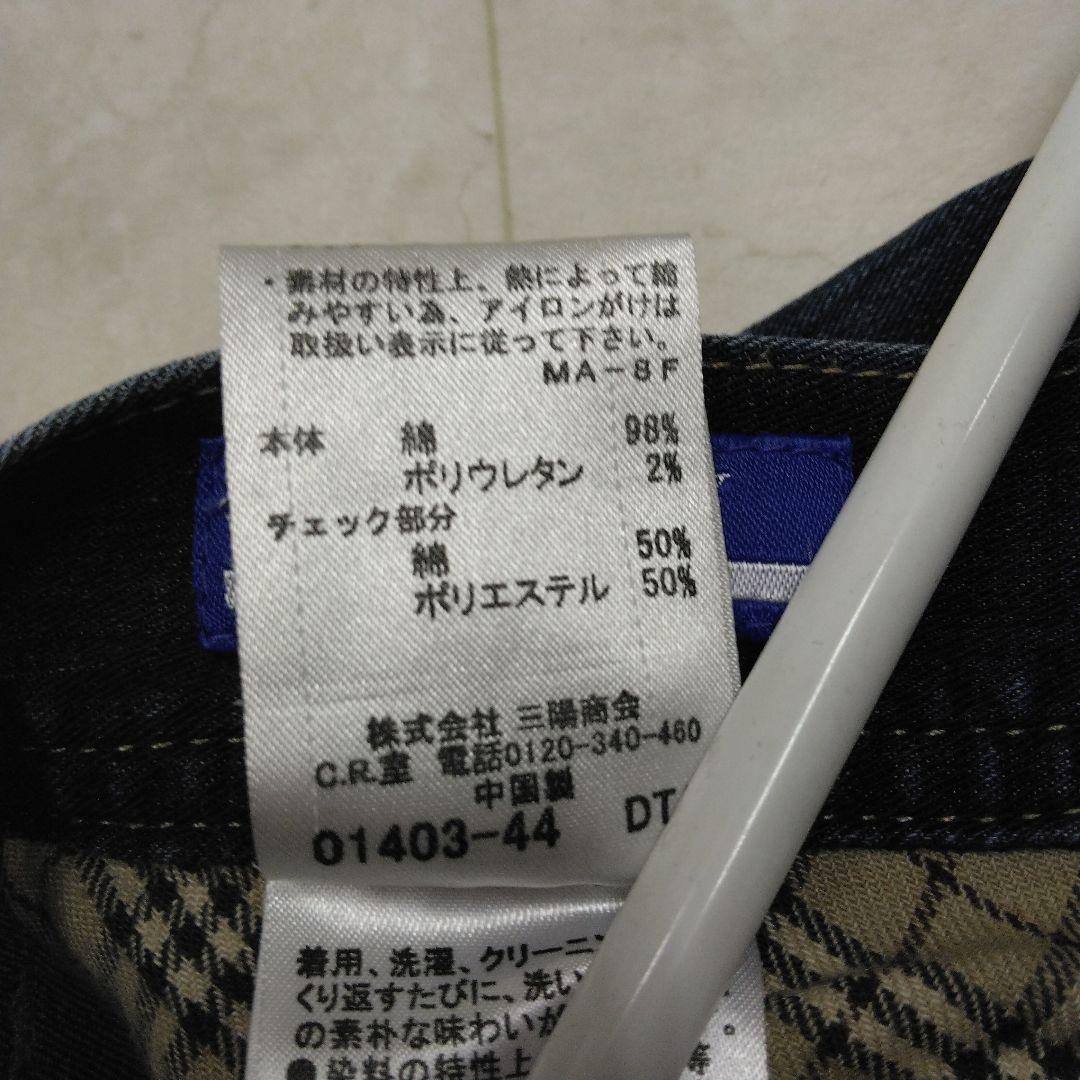 ・素材の特性上、熱によって縮
みやすい為、アイロンがけは
取扱い表示に従って下さい。
MA-8F
本体 綿 98%
ポリウレタン 2%
チェック部分
綿 50%
ポリエステル 50%
株式会社 三陽商会
C.R.室 電話0120-340-460
中国製
01403-44 DT
着用、洗濯、クリーニン
くり返すたびに、洗い
の素朴な味わいが 。
●染料の特性上 等